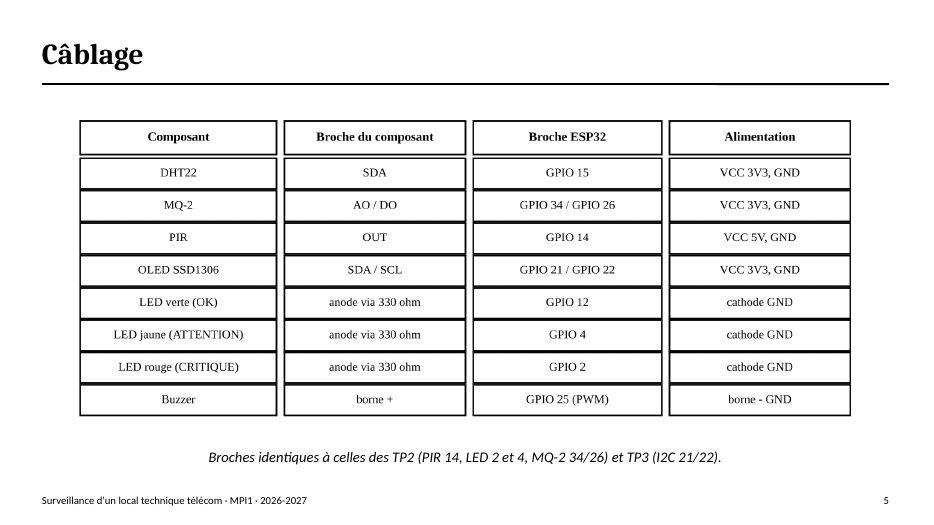 Câblage
Composant Broche du composant Broche ESP32 Alimentation
DHT22 SDA GPIO 15 VCC 3V3, GND
MQ-2 AO / DO GPIO 34 / GPIO 26 VCC 3V3, GND
PIR OUT GPIO 14 VCC 5V, GND
OLED SSD1306 SDA / SCL GPIO 21 / GPIO 22 VCC 3V3, GND
LED verte (OK) anode via 330 ohm GPIO 12 cathode GND
LED jaune (ATTENTION) anode via 330 ohm GPIO 4 cathode GND
LED rouge (CRITIQUE) anode via 330 ohm GPIO 2 cathode GND
Buzzer borne + GPIO 25 (PWM) borne - GND
Broches identiques à celles des TP2 (PIR 14, LED 2 et 4, MQ-2 34/26) et TP3 (I2C 21/22).
Surveillance d'un local technique télécom · MPI1 · 2026-2027 5